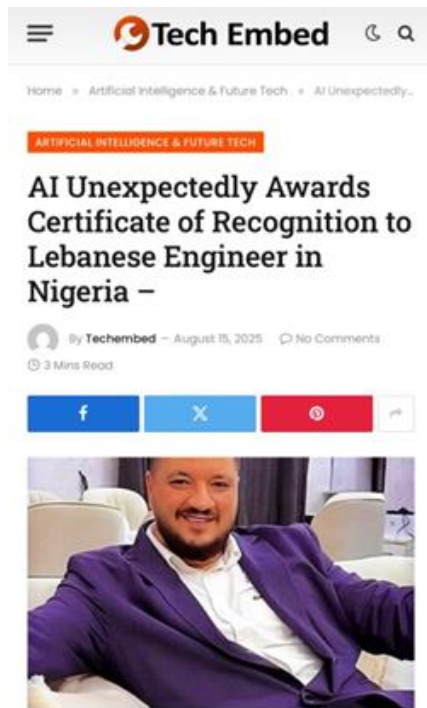 Tech Embed
Home » Artificial Intelligence & Future Tech » AI Unexpectedly...
ARTIFICIAL INTELLIGENCE & FUTURE TECH
AI Unexpectedly Awards
Certificate of Recognition to
Lebanese Engineer in
Nigeria –
By Techembed – August 15, 2025 No Comments
3 Mins Read
f X